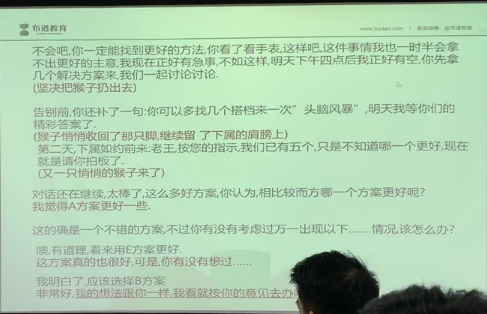 布道教育
www.budao.com / 新浪微博：@布道教育
不会吧,你一定能找到更好的方法,你看了看手表,这样吧,这件事情我也一时半会拿
不出更好的主意,我现在正好有急事,不如这样,明天下午四点后我正好有空,你先拿
几个解决方案来,我们一起讨论讨论.
(坚决把猴子扔出去)
告别前,你还补了一句:你可以多找几个搭档来一次”头脑风暴”,明天我等你们的
精彩答案了.
(猴子悄悄收回了那只脚,继续留 了下属的肩膀上)
第二天,下属如约前来:老王,按您的指示,我们已有五个,只是不知道哪一个更好,现在
就是请你拍板了.
(又一只悄悄的猴子来了)
对话还在继续,太棒了,这么多好方案,你认为,相比较而方哪一个方案更好呢?
我觉得A方案更好一些.
这的确是一个不错的方案,不过你有没有考虑过万一出现以下.......情况,该怎么办?
噢,有道理,看来用E方案更好.
这方案真的也很好,可是,你有没有想过......
我明白了,应该选择B方案
非常好,我的想法跟你一样,我看就按你的意见去办